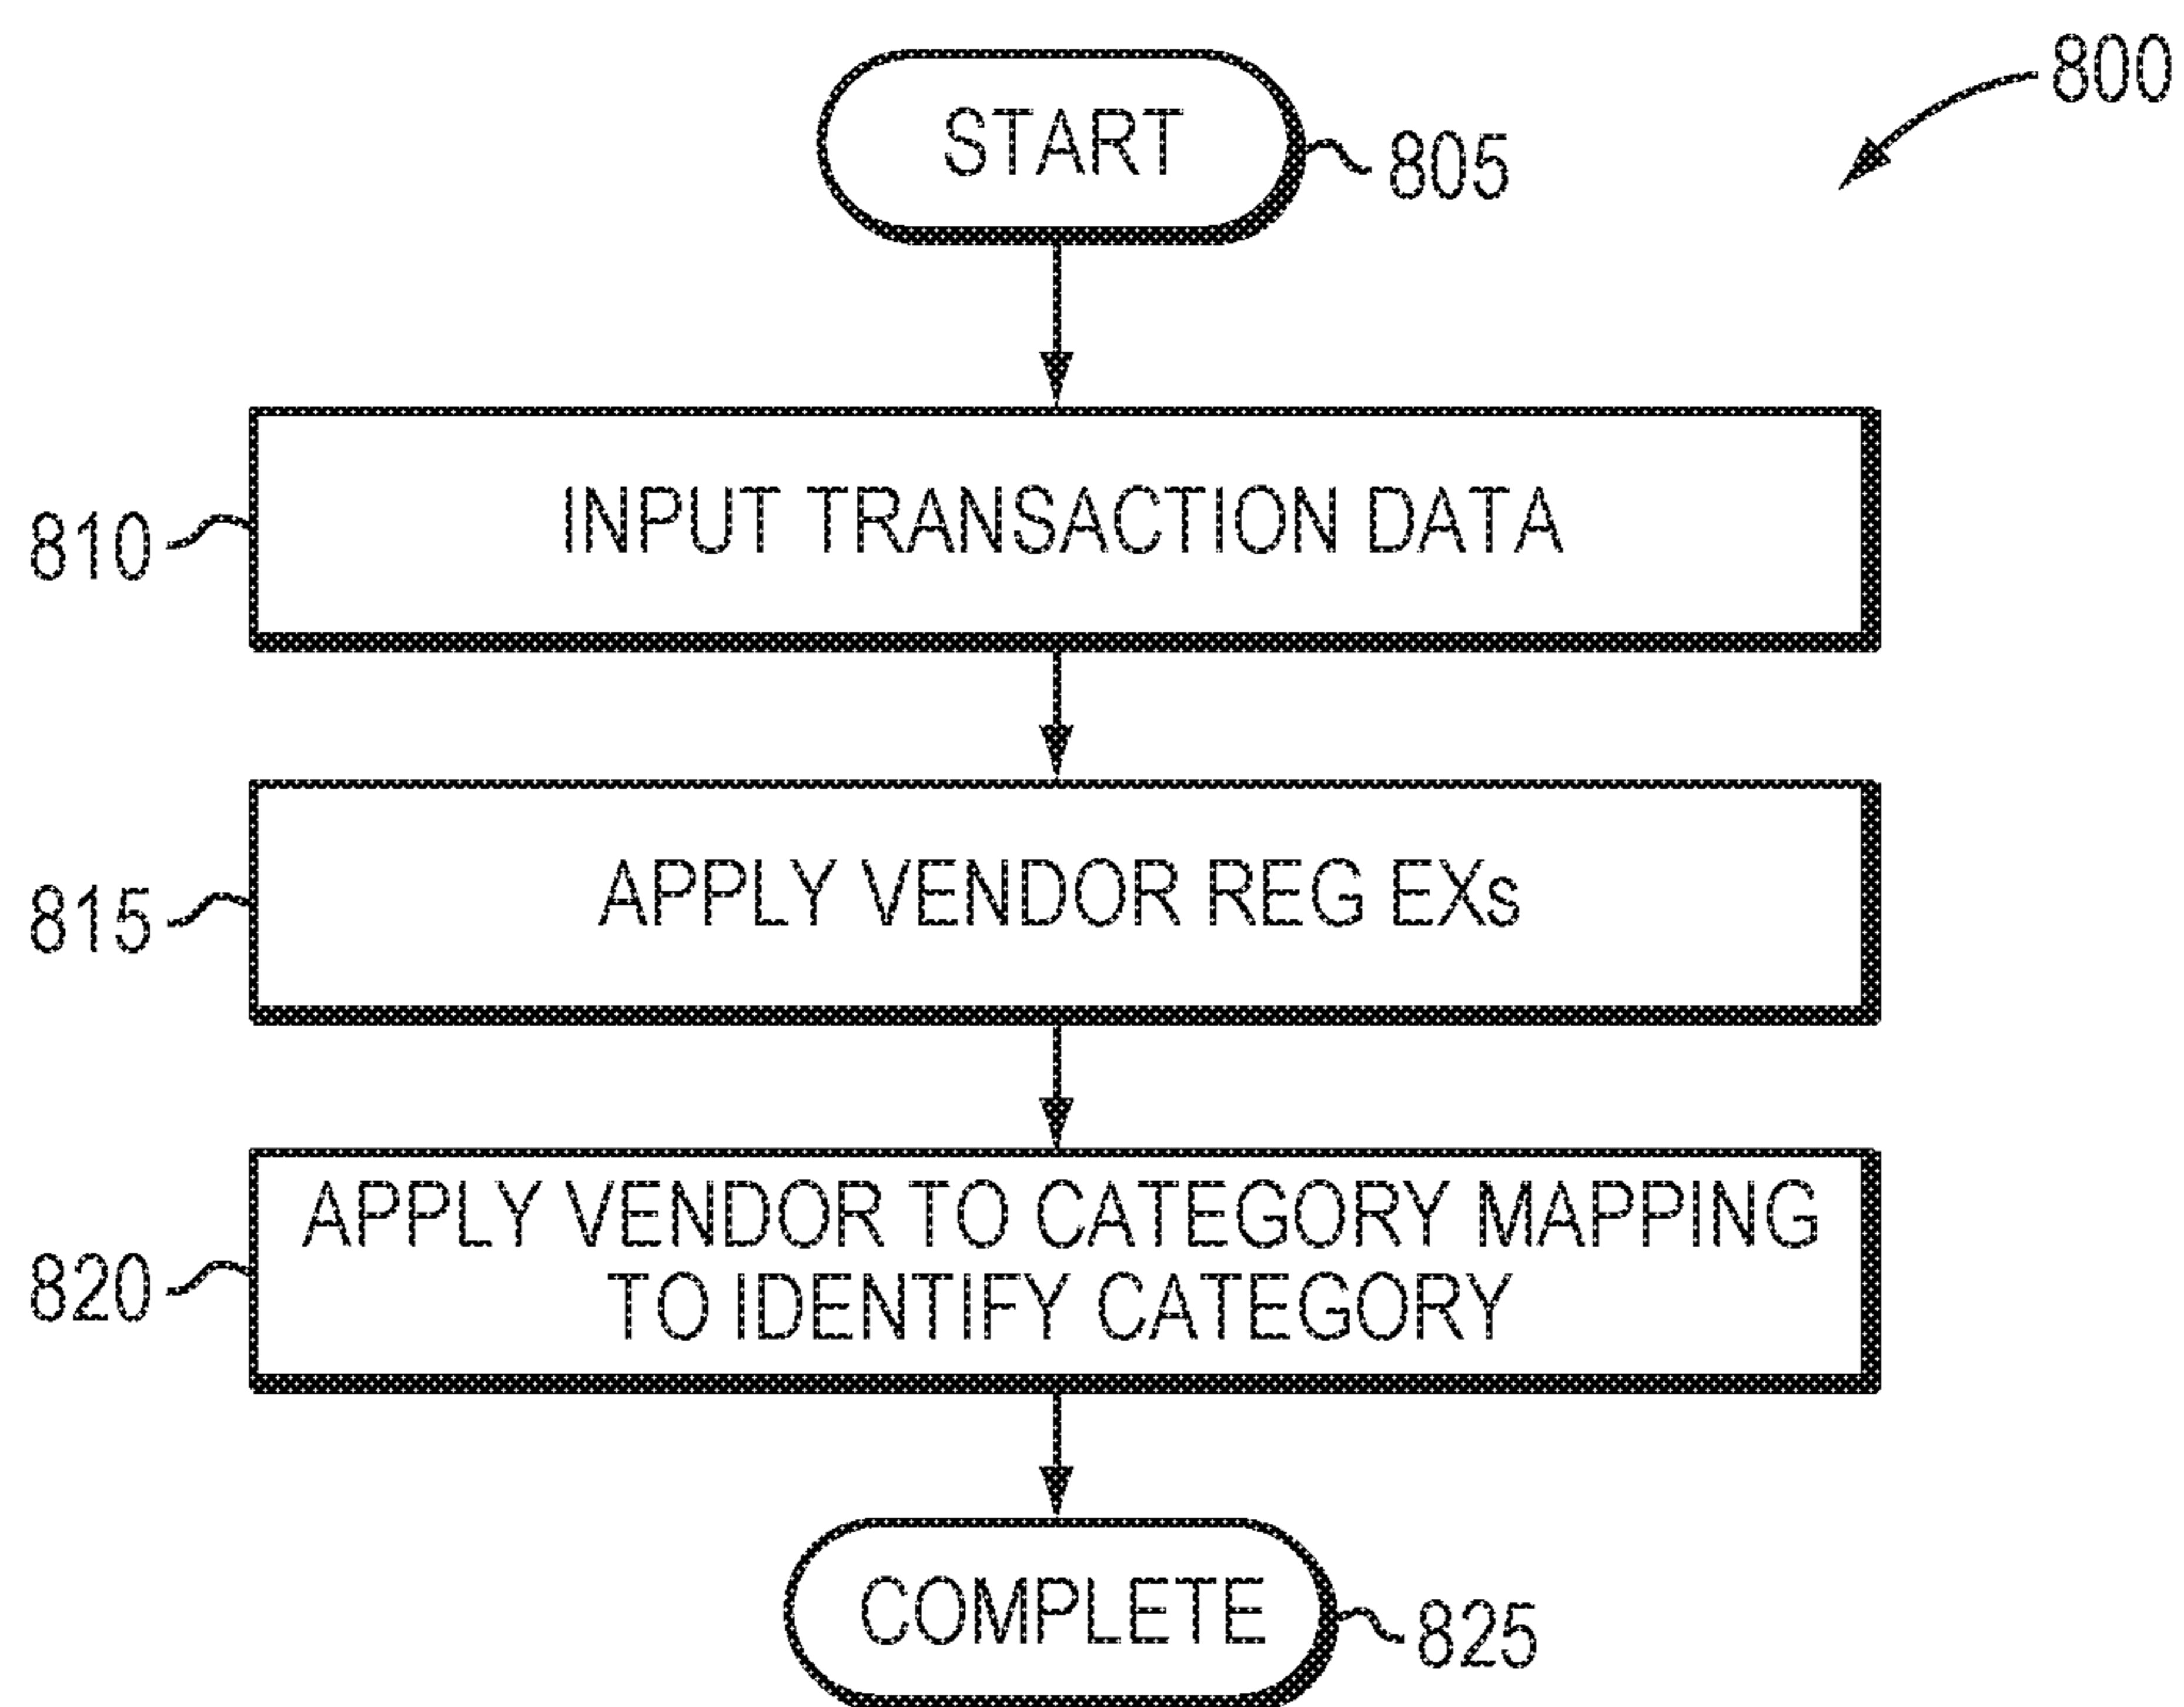 800
START
805
INPUT TRANSACTION DATA
810
APPLY VENDOR REG EXs
815
APPLY VENDOR TO CATEGORY MAPPING
TO IDENTIFY CATEGORY
820
COMPLETE
825